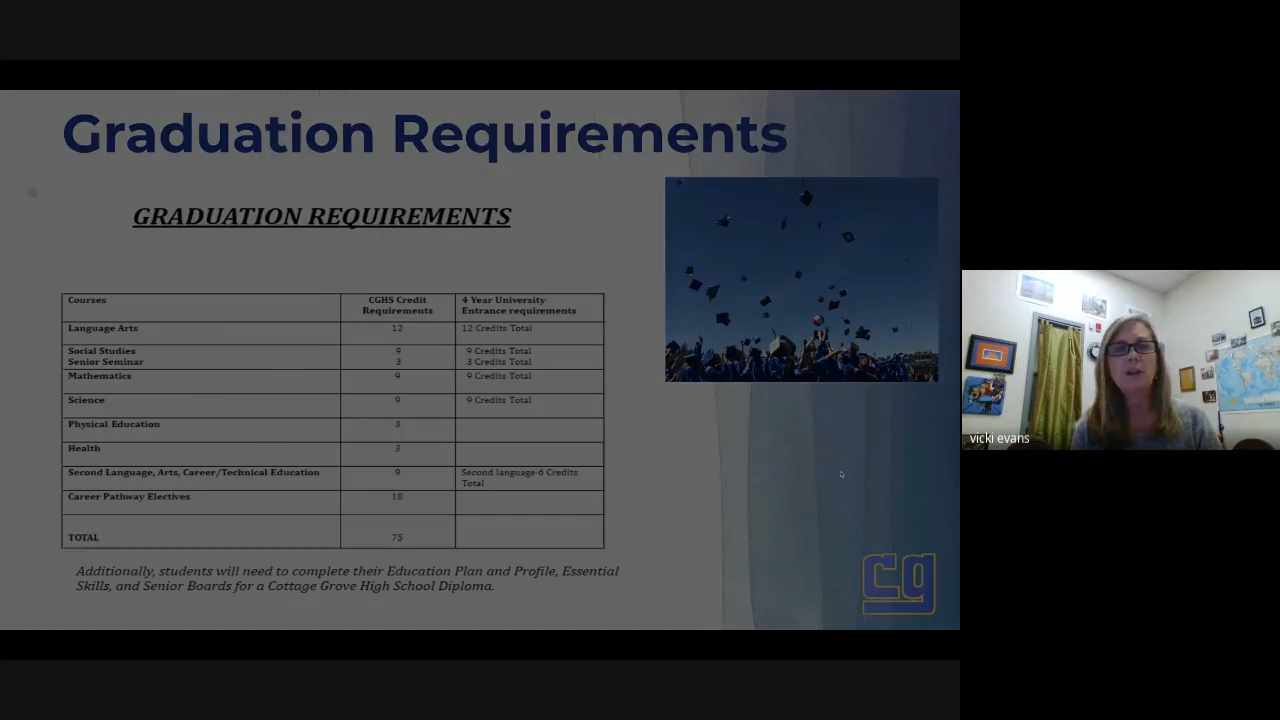 Graduation Requirements
GRADUATION REQUIREMENTS
Courses
CGHS Credit
Requirements
4 Year University
Entrance requirements
Language Arts
12
12 Credits Total
Social Studies
9
9 Credits Total
Senior Seminar
3
3 Credits Total
Mathematics
9
9 Credits Total
Science
9
9 Credits Total
Physical Education
3
Health
3
Second Language, Arts, Career/Technical Education
9
Second language-6 Credits
Total
Career Pathway Electives
18
TOTAL
75
Additionally, students will need to complete their Education Plan and Profile, Essential
Skills, and Senior Boards for a Cottage Grove High School Diploma.
cg
vicki evans